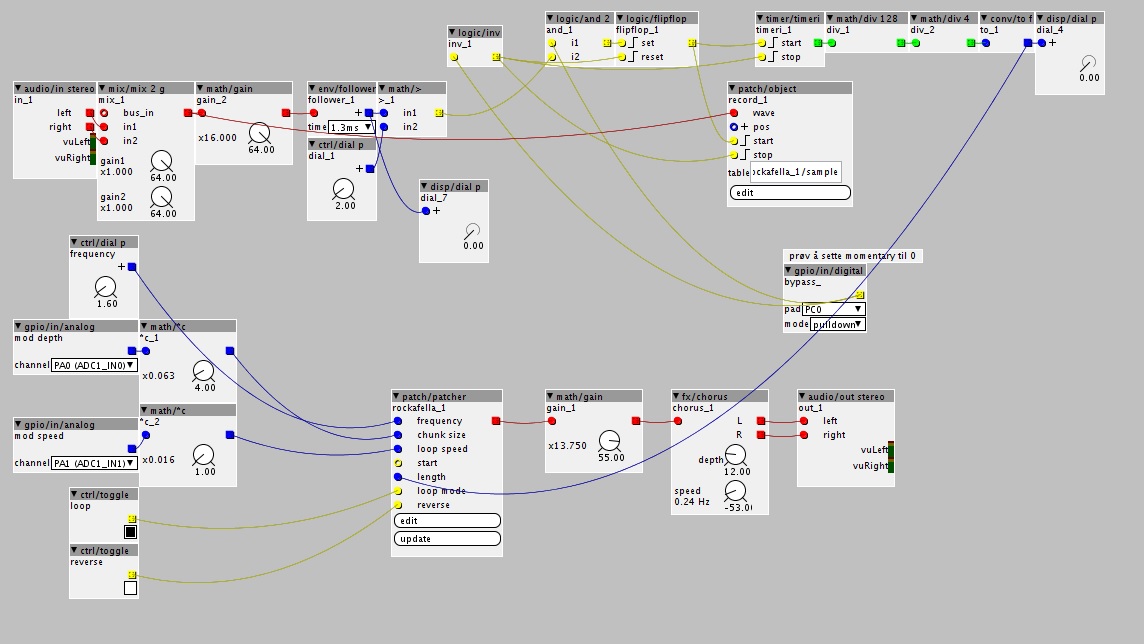 logic/inv
inv_1
logic/and 2
and_1
i1
i2
logic/flipflop
flipflop_1
set
reset
timer/timeri
timeri_1
start
stop
math/div 128
div_1
math/div 4
div_2
conv/to f
to_1
disp/dial p
dial_4
+
0.00
audio/in stereo
in_1
left
right
vuLeft
vuRight
mix/mix 2 g
mix_1
bus_in
in1
in2
gain1
x1.000
64.00
gain2
x1.000
64.00
math/gain
gain_2
x16.000
64.00
env/follower
follower_1
+
time
1.3ms
math/>
>_1
in1
in2
ctrl/dial p
dial_1
+
2.00
disp/dial p
dial_7
+
0.00
patch/object
record_1
wave
+ pos
start
stop
table
ockafella_1/sample
edit
prøv å sette momentary til 0
gpio/in/digital
bypass_
pad PC0
mode pulldown
ctrl/dial p
frequency
+
1.60
gpio/in/analog
mod depth
channel PA0 (ADC1_IN0)
math/*c
*c_1
x0.063
4.00
gpio/in/analog
mod speed
channel PA1 (ADC1_IN1)
math/*c
*c_2
x0.016
1.00
ctrl/toggle
loop
ctrl/toggle
reverse
patch/patcher
rockafella_1
frequency
chunk size
loop speed
start
length
loop mode
reverse
edit
update
math/gain
gain_1
x13.750
55.00
fx/chorus
chorus_1
L
R
depth
12.00
speed
0.24 Hz
-53.0
audio/out stereo
out_1
left
right
vuLeft
vuRight